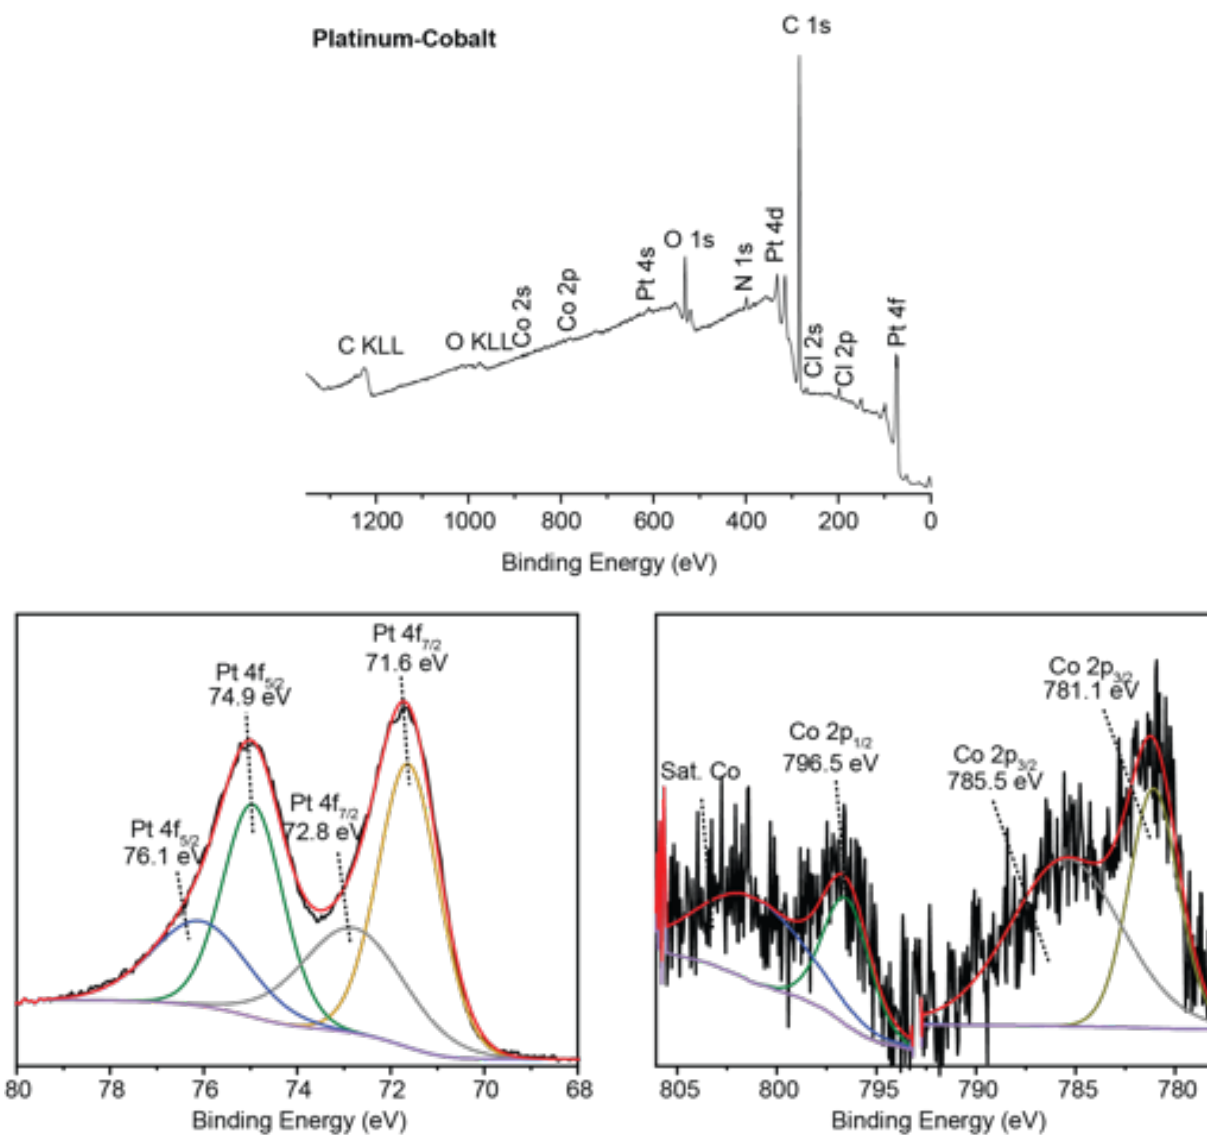 Platinum-Cobalt
C 1s
C KLL
O KLL
Co 2s
Co 2p
Pt 4s
O 1s
N 1s
Pt 4d
Cl 2s
Cl 2p
Pt 4f
1200 1000 800 600 400 200 0
Binding Energy (eV)
Pt 4f5/2
76.1 eV
Pt 4f5/2
74.9 eV
Pt 4f7/2
72.8 eV
Pt 4f7/2
71.6 eV
80 78 76 74 72 70 68
Binding Energy (eV)
Sat. Co
Co 2p1/2
796.5 eV
Co 2p3/2
785.5 eV
Co 2p3/2
781.1 eV
805 800 795 790 785 780
Binding Energy (eV)